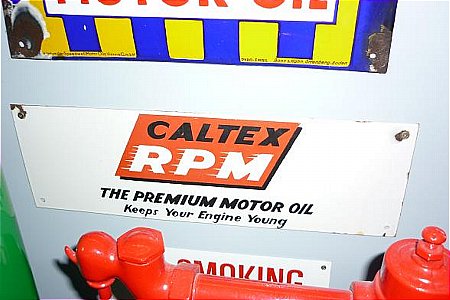 MOTOR OIL
CALTEX
RPM
THE PREMIUM MOTOR OIL
Keeps Your Engine Young
SMOKING